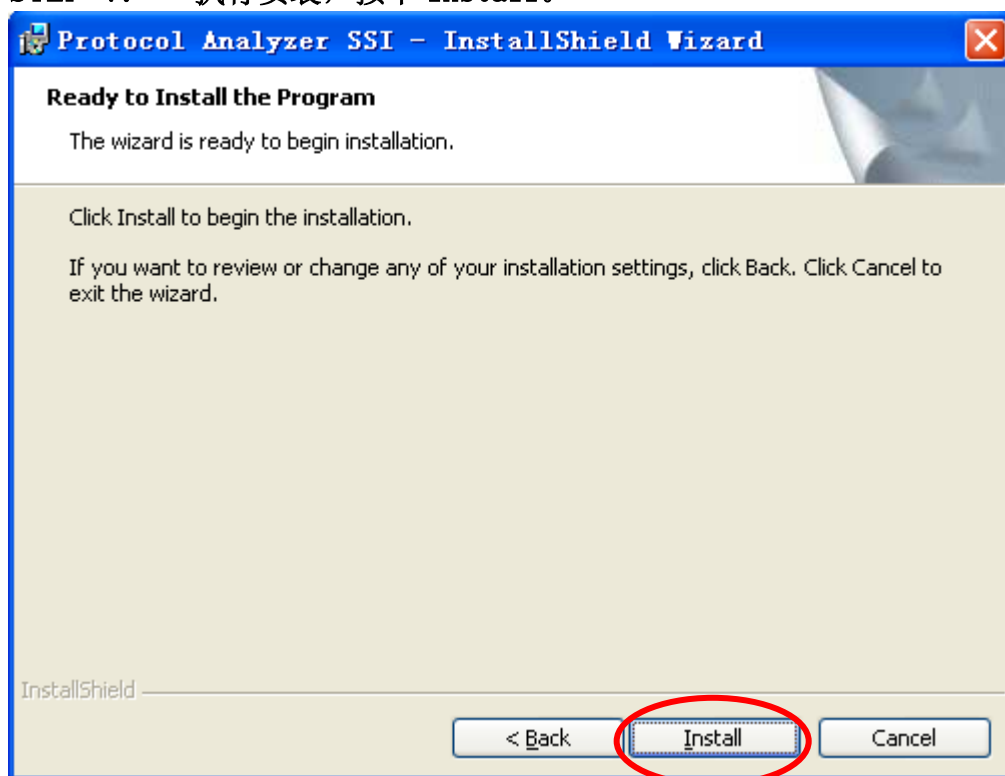 Protocol Analyzer SSI - InstallShield Wizard
Ready to Install the Program
The wizard is ready to begin installation.
Click Install to begin the installation.
If you want to review or change any of your installation settings, click Back. Click Cancel to
exit the wizard.
InstallShield
< Back Install Cancel